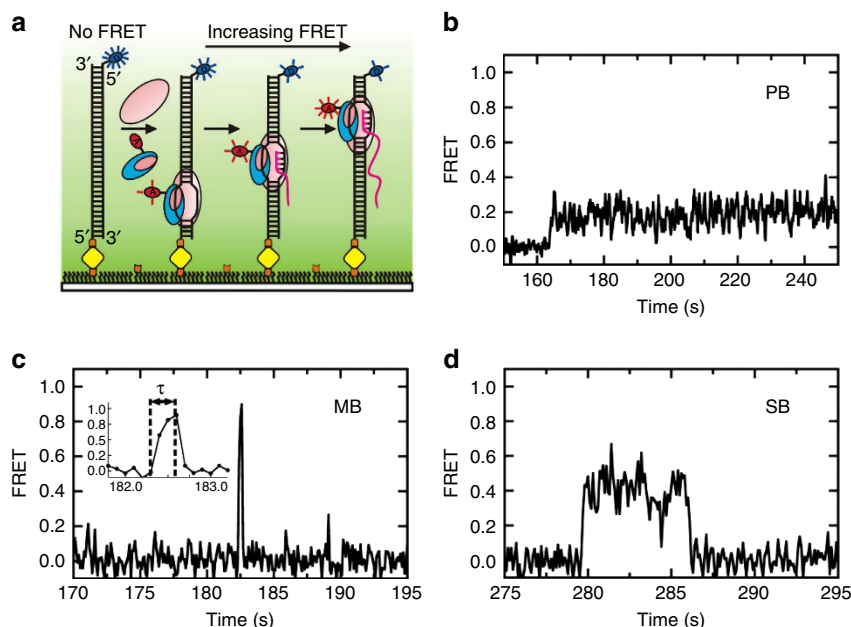 a
No FRET
Increasing FRET
3′
5′
A
A
A
A
5′
3′
b
PB
FRET
1.0
0.8
0.6
0.4
0.2
0.0
160
180
200
220
240
Time (s)
c
MB
FRET
1.0
0.8
0.6
0.4
0.2
0.0
τ
1.0
0.8
0.5
0.2
0.0
182.0
183.0
170
175
180
185
190
195
Time (s)
d
SB
FRET
1.0
0.8
0.6
0.4
0.2
0.0
275
280
285
290
295
Time (s)